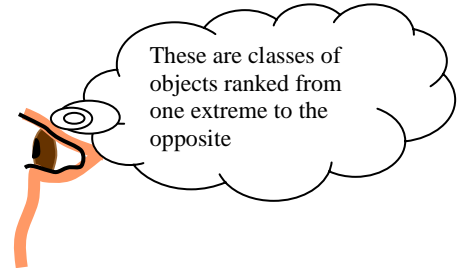 These are classes of
objects ranked from
one extreme to the
opposite